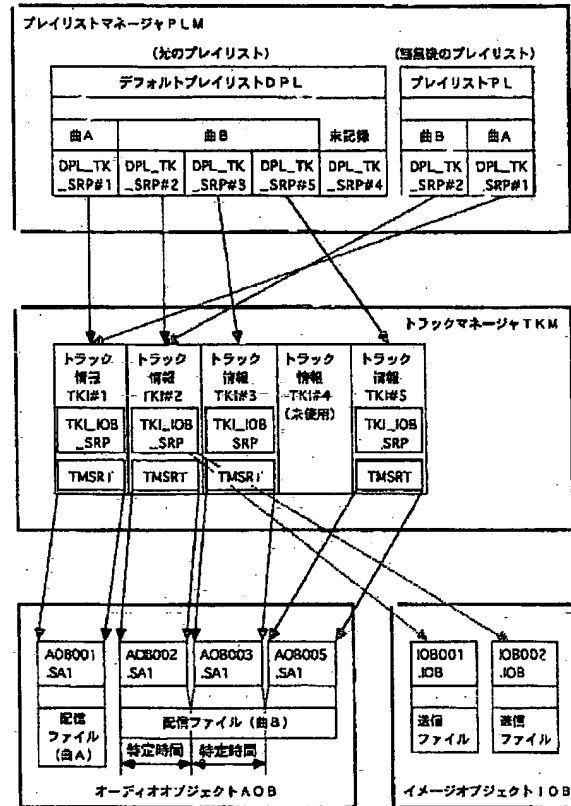 プレイリストマネージャPLM
(元のプレイリスト)
デフォルトプレイリストDPL
曲A
曲B
未記録
DPL_TK
_SRP#1
DPL_TK
_SRP#2
DPL_TK
_SRP#3
DPL_TK
_SRP#5
DPL_TK
_SRP#4
(編集後のプレイリスト)
プレイリストPL
曲B
曲A
DPL_TK
_SRP#2
DPL_TK
_SRP#1
トラックマネージャTKM
トラック
情報
TKI#1
TKI_IOB
_SRP
TMSRT
トラック
情報
TKI#2
TKI_IOB
_SRP
TMSRT
トラック
情報
TKI#3
TKI_IOB
_SRP
TMSRT
トラック
情報
TKI#4
(未使用)
トラック
情報
TKI#5
TKI_IOB
_SRP
TMSRT
AOB001
.SA1
AOB002
.SA1
AOB003
.SA1
AOB005
.SA1
配信
ファイル
(曲A)
配信ファイル(曲B)
特定時間
特定時間
オーディオオブジェクトAOB
IOB001
.IOB
IOB002
.IOB
送信
ファイル
送信
ファイル
イメージオブジェクトIOB